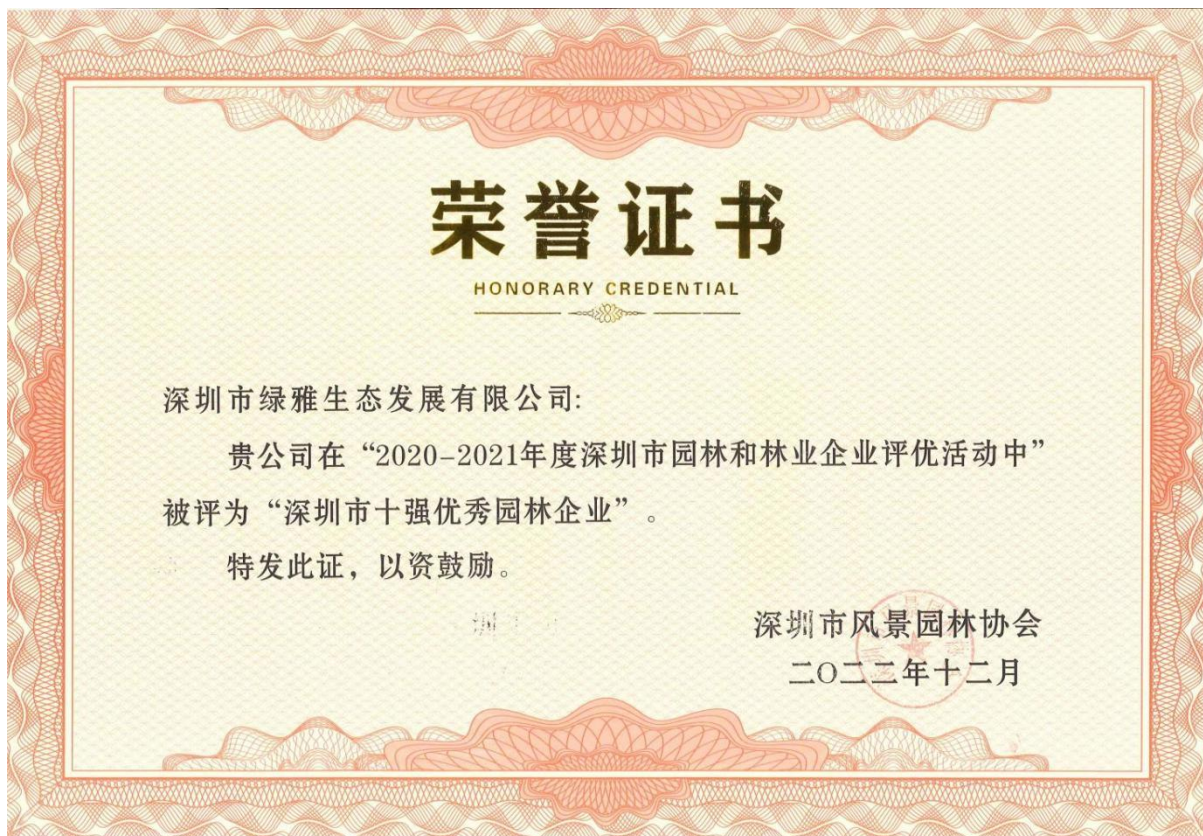 荣誉证书
HONORARY CREDENTIAL
深圳市绿雅生态发展有限公司:
贵公司在“2020-2021年度深圳市园林和林业企业评优活动中”
被评为“深圳市十强优秀园林企业”。
特发此证，以资鼓励。
深圳市风景园林协会
二〇二二年十二月